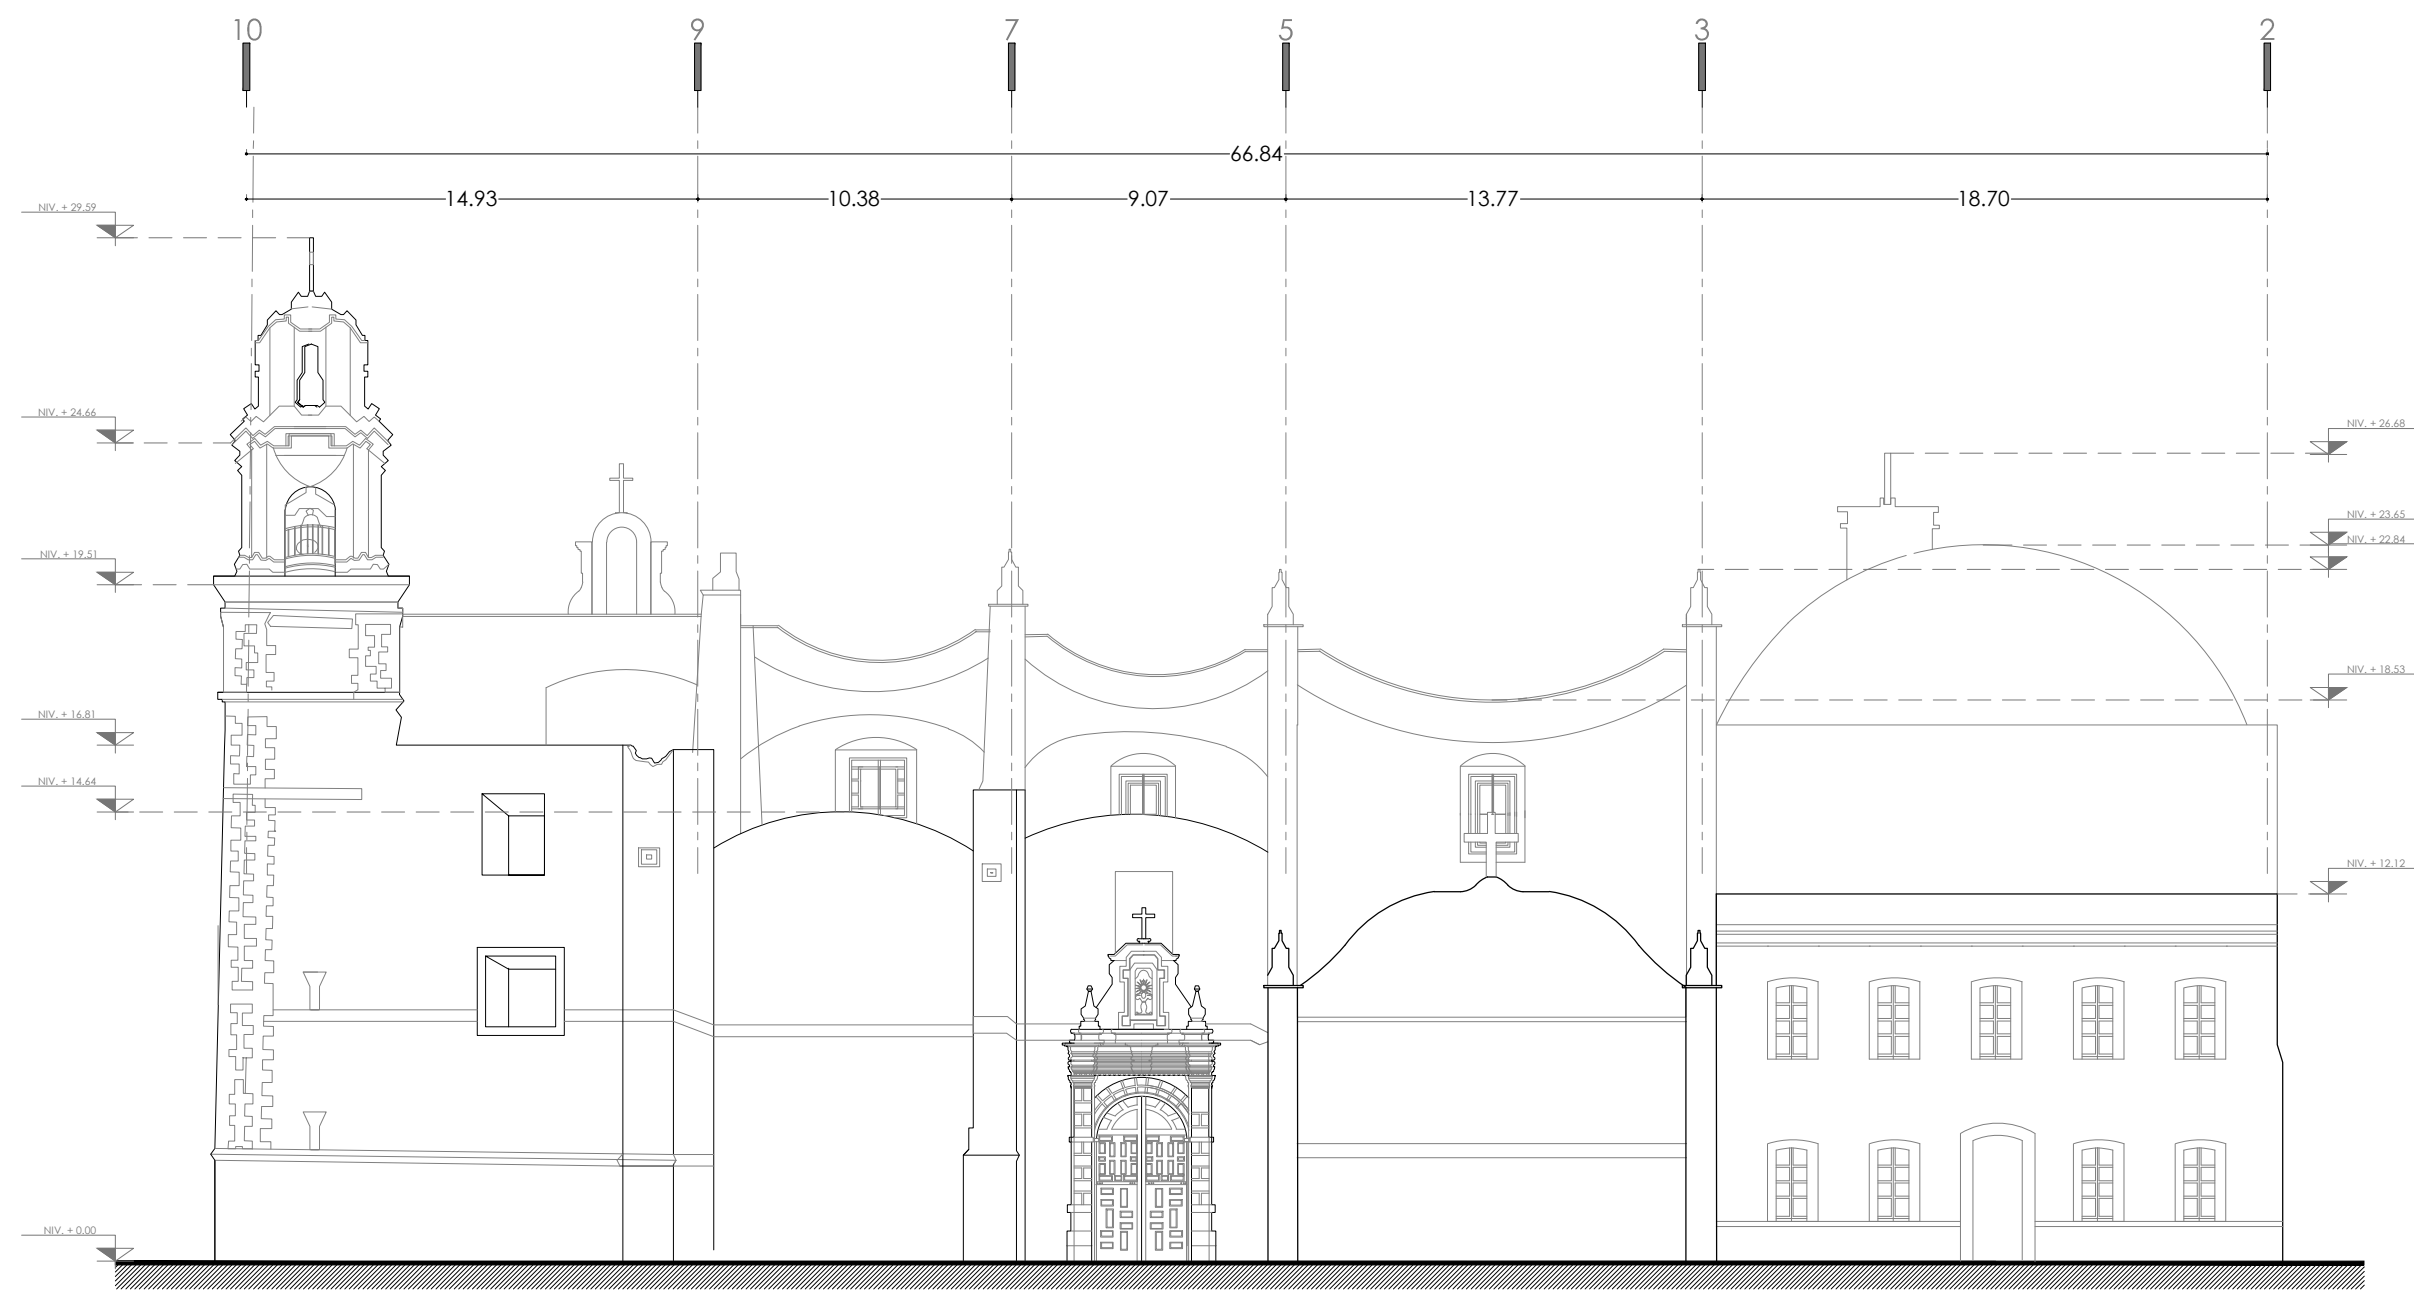 10 9 7 5 3 2
66.84
14.93 10.38 9.07 13.77 18.70
NIV. + 29.59
NIV. + 24.66
NIV. + 19.51
NIV. + 16.81
NIV. + 14.64
NIV. + 0.00
NIV. + 26.68
NIV. + 23.65
NIV. + 22.84
NIV. + 18.53
NIV. + 12.12